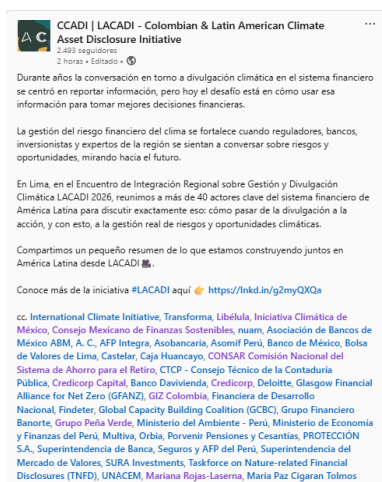 AC
CCADI | LACADI - Colombian & Latin American Climate
Asset Disclosure Initiative
2.493 seguidores
2 horas • Editado •
Durante años la conversación en torno a divulgación climática en el sistema financiero
se centró en reportar información, pero hoy el desafío está en cómo usar esa
información para tomar mejores decisiones financieras.
La gestión del riesgo financiero del clima se fortalece cuando reguladores, bancos,
inversionistas y expertos de la región se sientan a conversar sobre riesgos y
oportunidades, mirando hacia el futuro.
En Lima, en el Encuentro de Integración Regional sobre Gestión y Divulgación
Climática LACADI 2026, reunimos a más de 40 actores clave del sistema financiero de
América Latina para discutir exactamente eso: cómo pasar de la divulgación a la
acción, y con esto, a la gestión real de riesgos y oportunidades climáticas.
Compartimos un pequeño resumen de lo que estamos construyendo juntos en
América Latina desde LACADI🎥.
Conoce más de la iniciativa #LACADI aquí 👉 https://lnkd.in/g2myQXQa
cc. International Climate Initiative, Transforma, Libélula, Iniciativa Climática de
México, Consejo Mexicano de Finanzas Sostenibles, nuam, Asociación de Bancos de
México ABM, A. C., AFP Integra, Asobancaria, Asomif Perú, Banco de México, Bolsa
de Valores de Lima, Castelar, Caja Huancayo, CONSAR Comisión Nacional del
Sistema de Ahorro para el Retiro, CTCP - Consejo Técnico de la Contaduría
Pública, Credicorp Capital, Banco Davivienda, Credicorp, Deloitte, Glasgow Financial
Alliance for Net Zero (GFANZ), GIZ Colombia, Financiera de Desarrollo
Nacional, Findeter, Global Capacity Building Coalition (GCBC), Grupo Financiero
Banorte, Grupo Peña Verde, Ministerio del Ambiente - Perú, Ministerio de Economía
y Finanzas del Perú, Multiva, Orbia, Porvenir Pensiones y Cesantías, PROTECCIÓN
S.A., Superintendencia de Banca, Seguros y AFP del Perú, Superintendencia del
Mercado de Valores, SURA Investments, Taskforce on Nature-related Financial
Disclosures (TNFD), UNACEM, Mariana Rojas-Laserna, Maria Paz Cigaran Tolmos